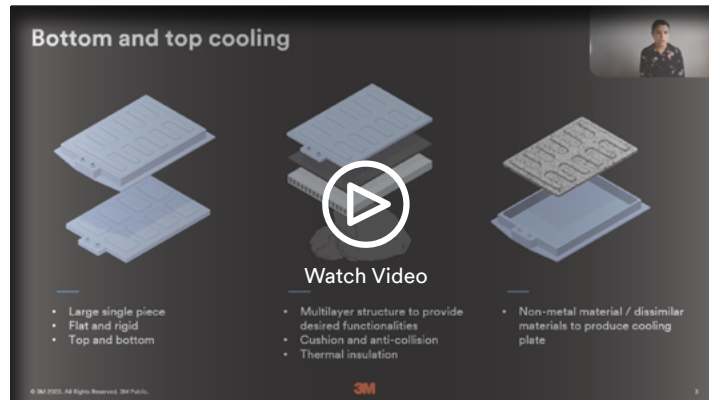 Bottom and top cooling
Watch Video
• Large single piece
• Flat and rigid
• Top and bottom
• Multilayer structure to provide
desired functionalities
• Cushion and anti-collision
• Thermal insulation
• Non-metal material / dissimilar
materials to produce cooling
plate
© 3M 2023. All Rights Reserved. 3M Public.
3M
3